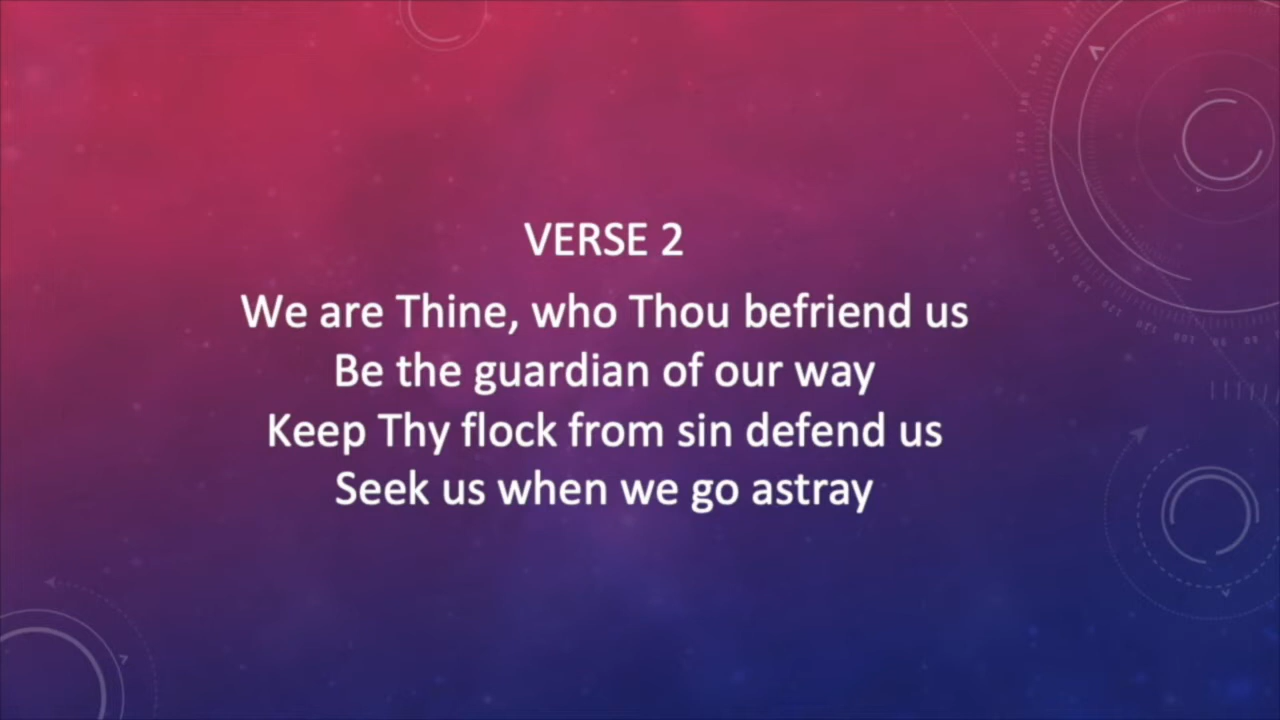 VERSE 2
We are Thine, who Thou befriend us
Be the guardian of our way
Keep Thy flock from sin defend us
Seek us when we go astray